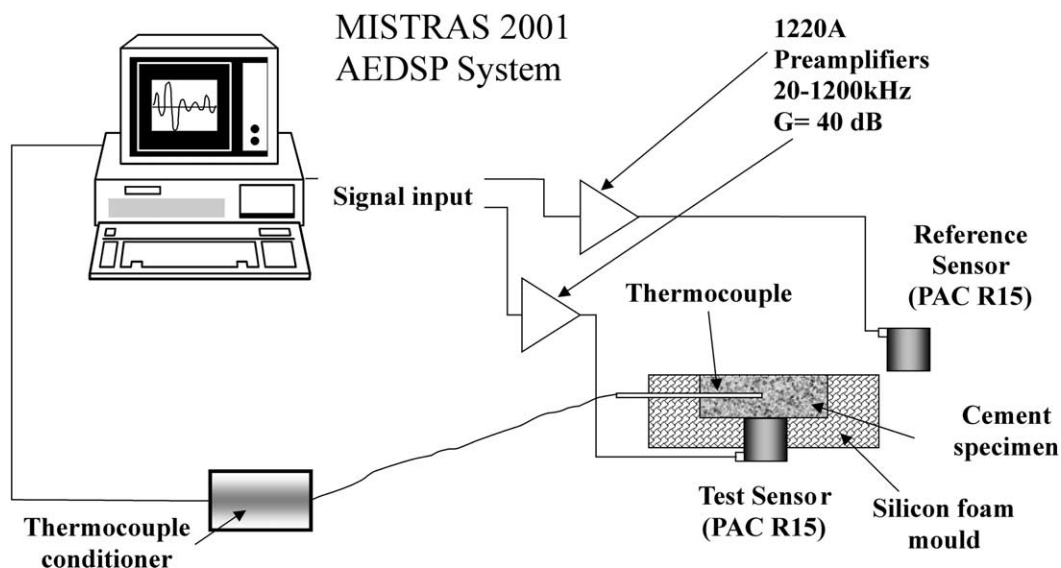 MISTRAS 2001
AEDSP System
1220A
Preamplifiers
20-1200kHz
G= 40 dB
Signal input
Reference
Sensor
(PAC R15)
Thermocouple
Cement
specimen
Test Sensor
(PAC R15)
Silicon foam
mould
Thermocouple
conditioner